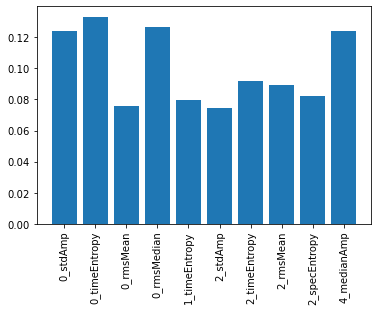 0.12
0.10
0.08
0.06
0.04
0.02
0.00
0_stdAmp
0_timeEntropy
0_rmsMean
0_rmsMedian
1_timeEntropy
2_stdAmp
2_timeEntropy
2_rmsMean
2_specEntropy
4_medianAmp